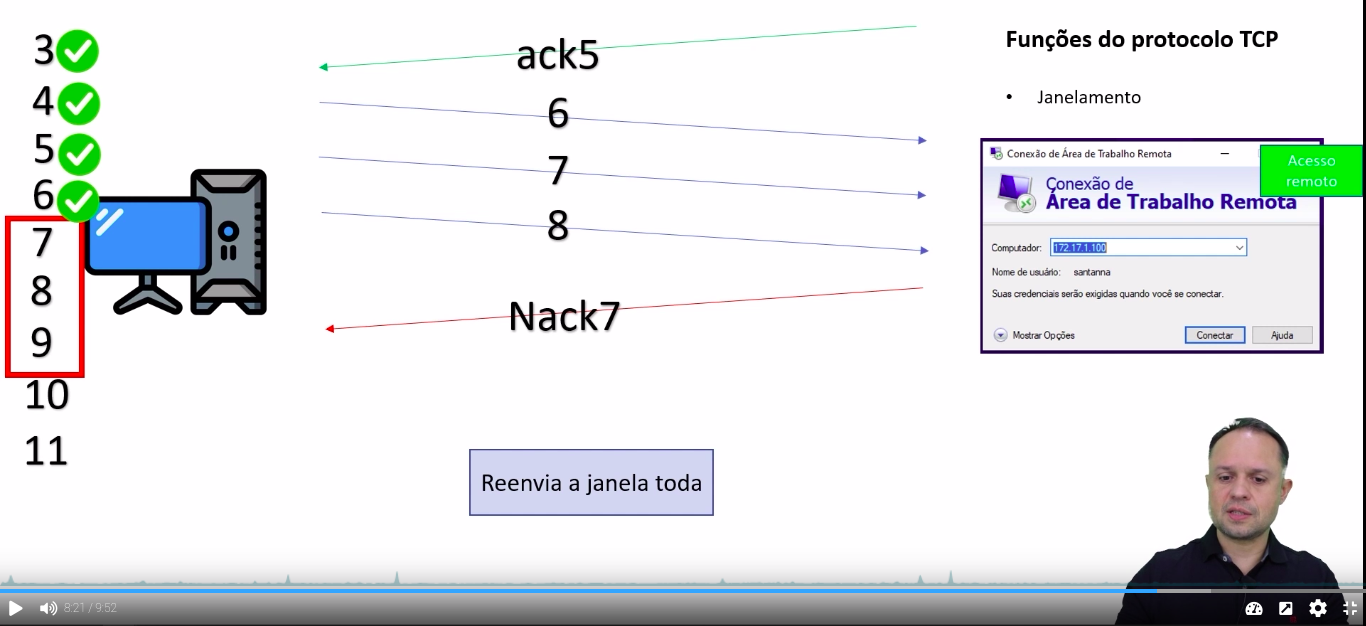 3
4
5
6
7
8
9
10
11
ack5
6
7
8
Nack7
Reenvia a janela toda
Funções do protocolo TCP
• Janelamento
Conexão de Área de Trabalho Remota
Acesso
remoto
Conexão de
Área de Trabalho Remota
Computador: 172.17.1.100
Nome de usuário: santanna
Suas credenciais serão exigidas quando você se conectar.
Mostrar Opções
Conectar
Ajuda
8:21 / 9:52